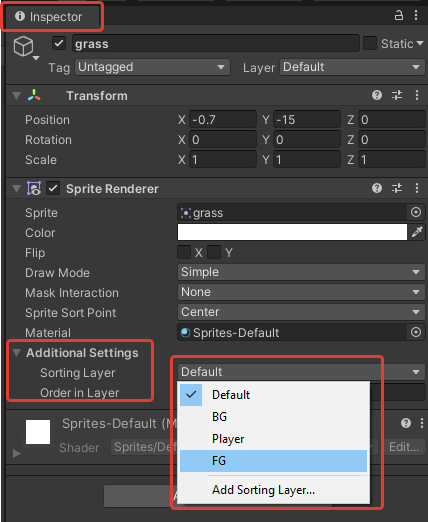 Inspector
grass
Static
Tag Untagged Layer Default
Transform
Position X -0.7 Y -15 Z 0
Rotation X 0 Y 0 Z 0
Scale X 1 Y 1 Z 1
Sprite Renderer
Sprite grass
Color
Flip X Y
Draw Mode Simple
Mask Interaction None
Sprite Sort Point Center
Material Sprites-Default
Additional Settings
Sorting Layer Default
Order in Layer
Default
BG
Player
FG
Add Sorting Layer...
Sprites-Default (M
Shader Sprites/Def
Edit...
A